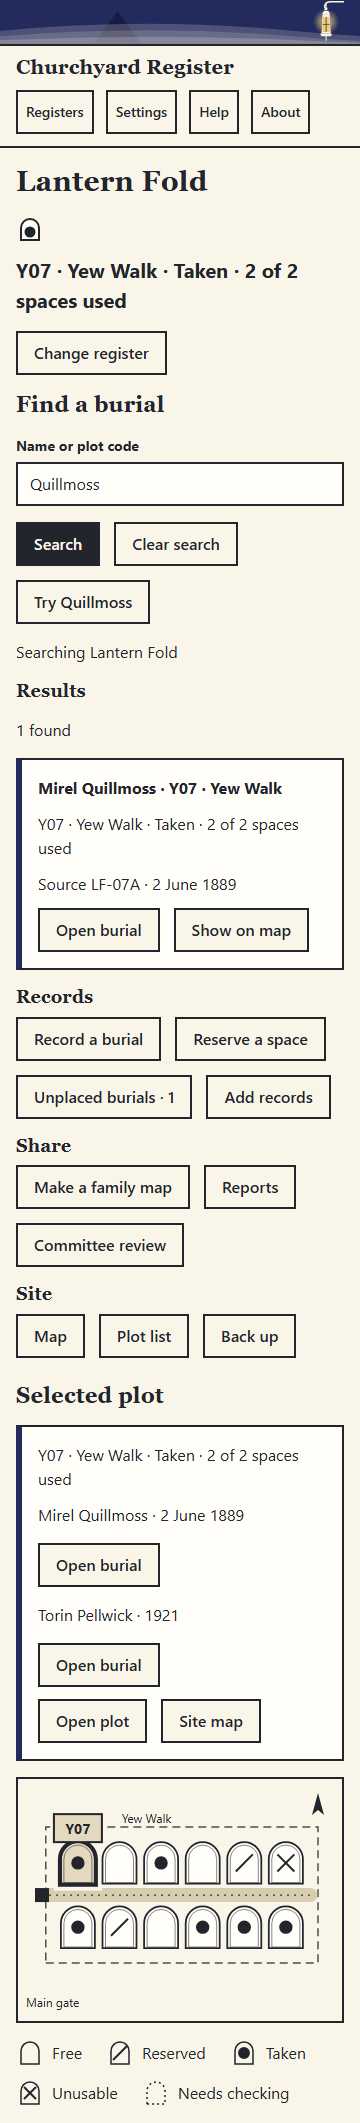 Churchyard Register
Registers Settings Help About
Lantern Fold
Y07 · Yew Walk · Taken · 2 of 2
spaces used
Change register
Find a burial
Name or plot code
Quillmoss
Search Clear search
Try Quillmoss
Searching Lantern Fold
Results
1 found
Mirel Quillmoss · Y07 · Yew Walk
Y07 · Yew Walk · Taken · 2 of 2 spaces
used
Source LF-07A · 2 June 1889
Open burial Show on map
Records
Record a burial Reserve a space
Unplaced burials · 1 Add records
Share
Make a family map Reports
Committee review
Site
Map Plot list Back up
Selected plot
Y07 · Yew Walk · Taken · 2 of 2 spaces
used
Mirel Quillmoss · 2 June 1889
Open burial
Torin Pellwick · 1921
Open burial
Open plot Site map
Y07 Yew Walk
Main gate
Free Reserved Taken
Unusable Needs checking